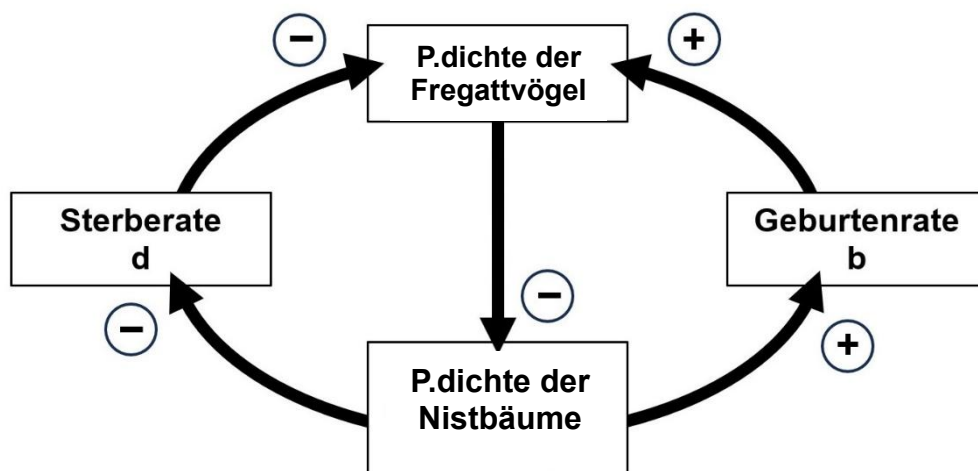 −
P.dichte der
Fregattvögel
+
Sterberate
d
Geburtenrate
b
−
−
+
P.dichte der
Nistbäume